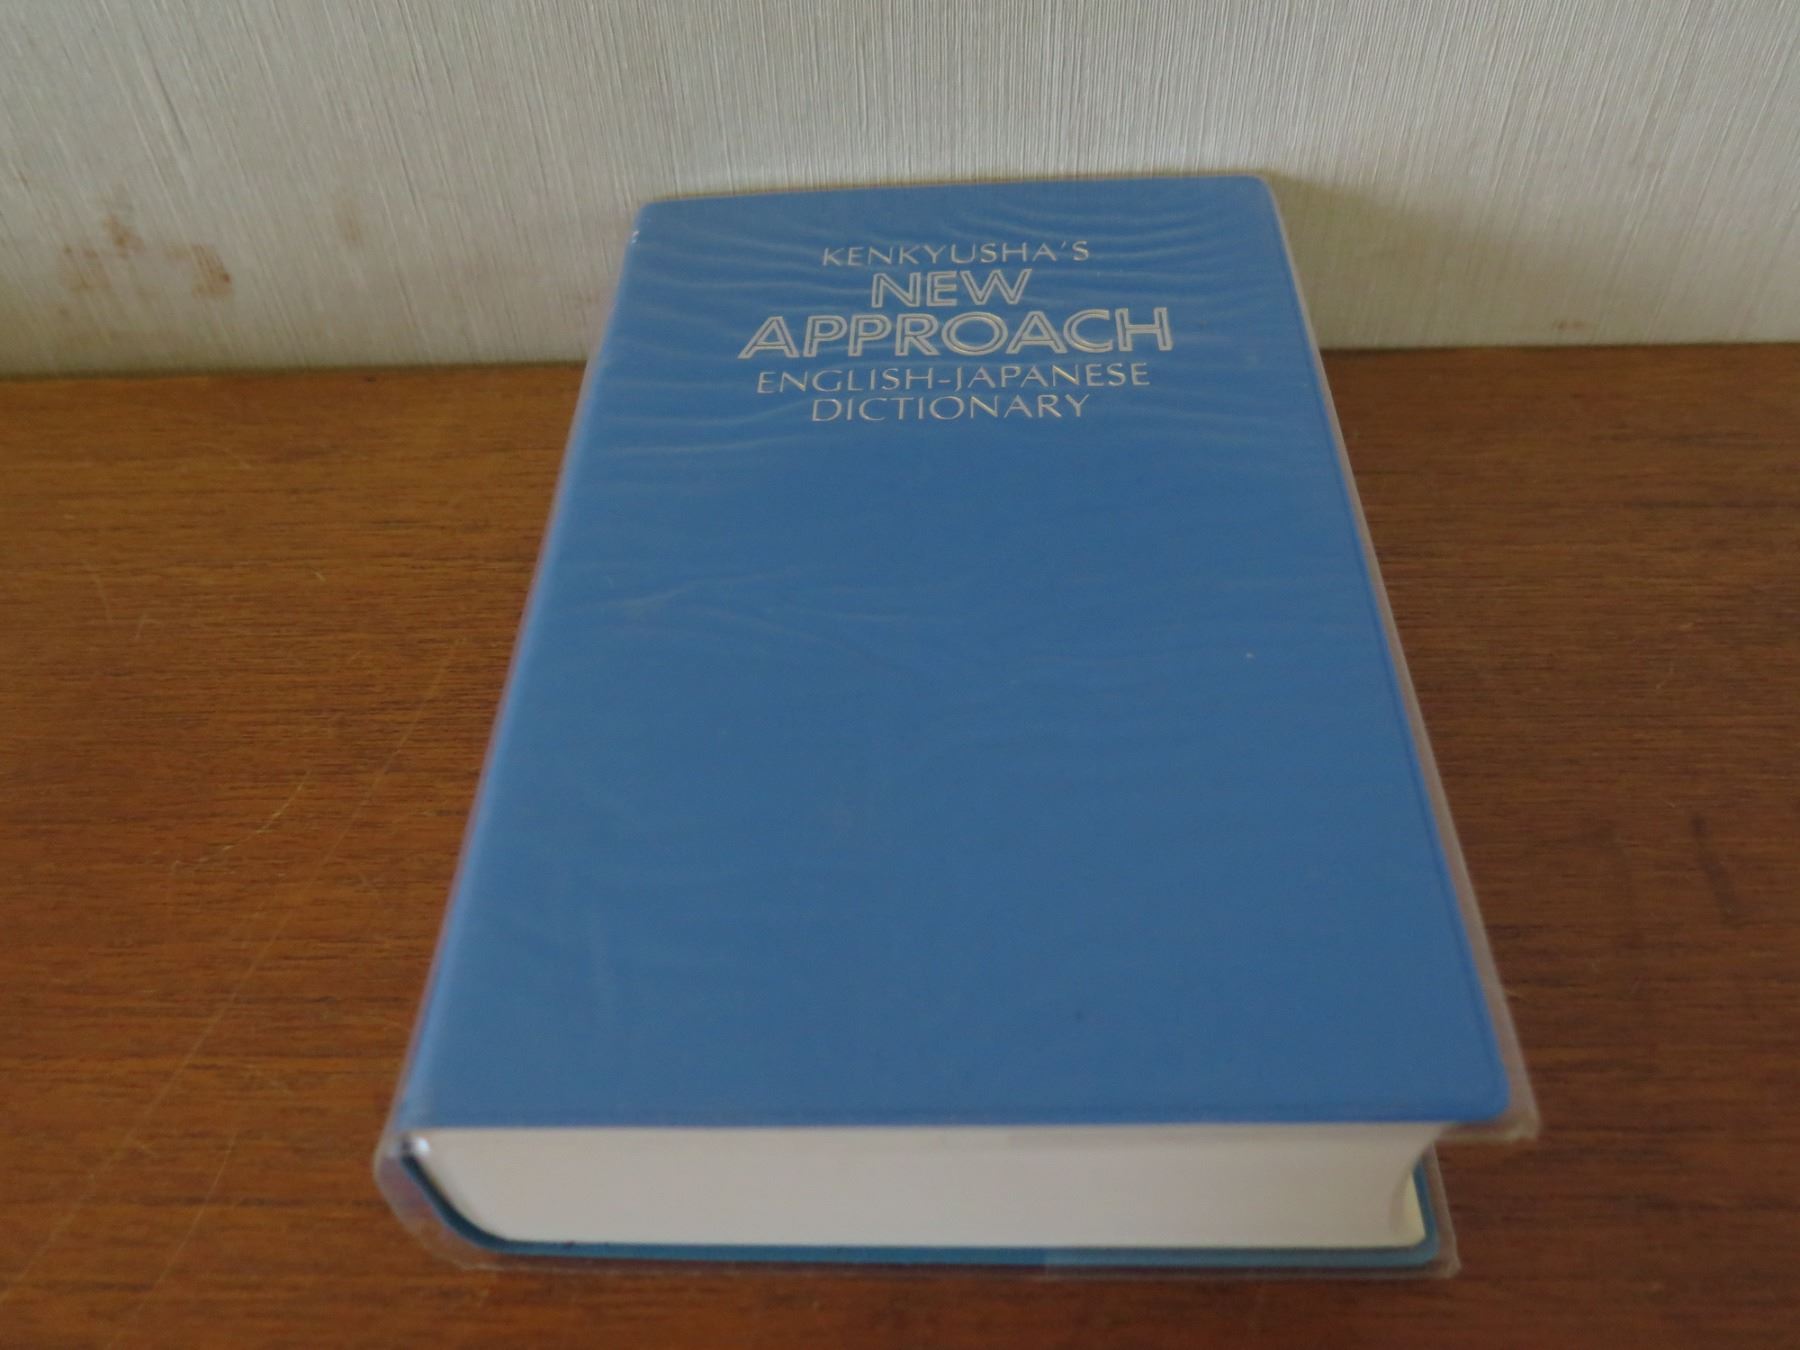 KENKYUSHA'S
NEW
APPROACH
ENGLISH-JAPANESE
DICTIONARY